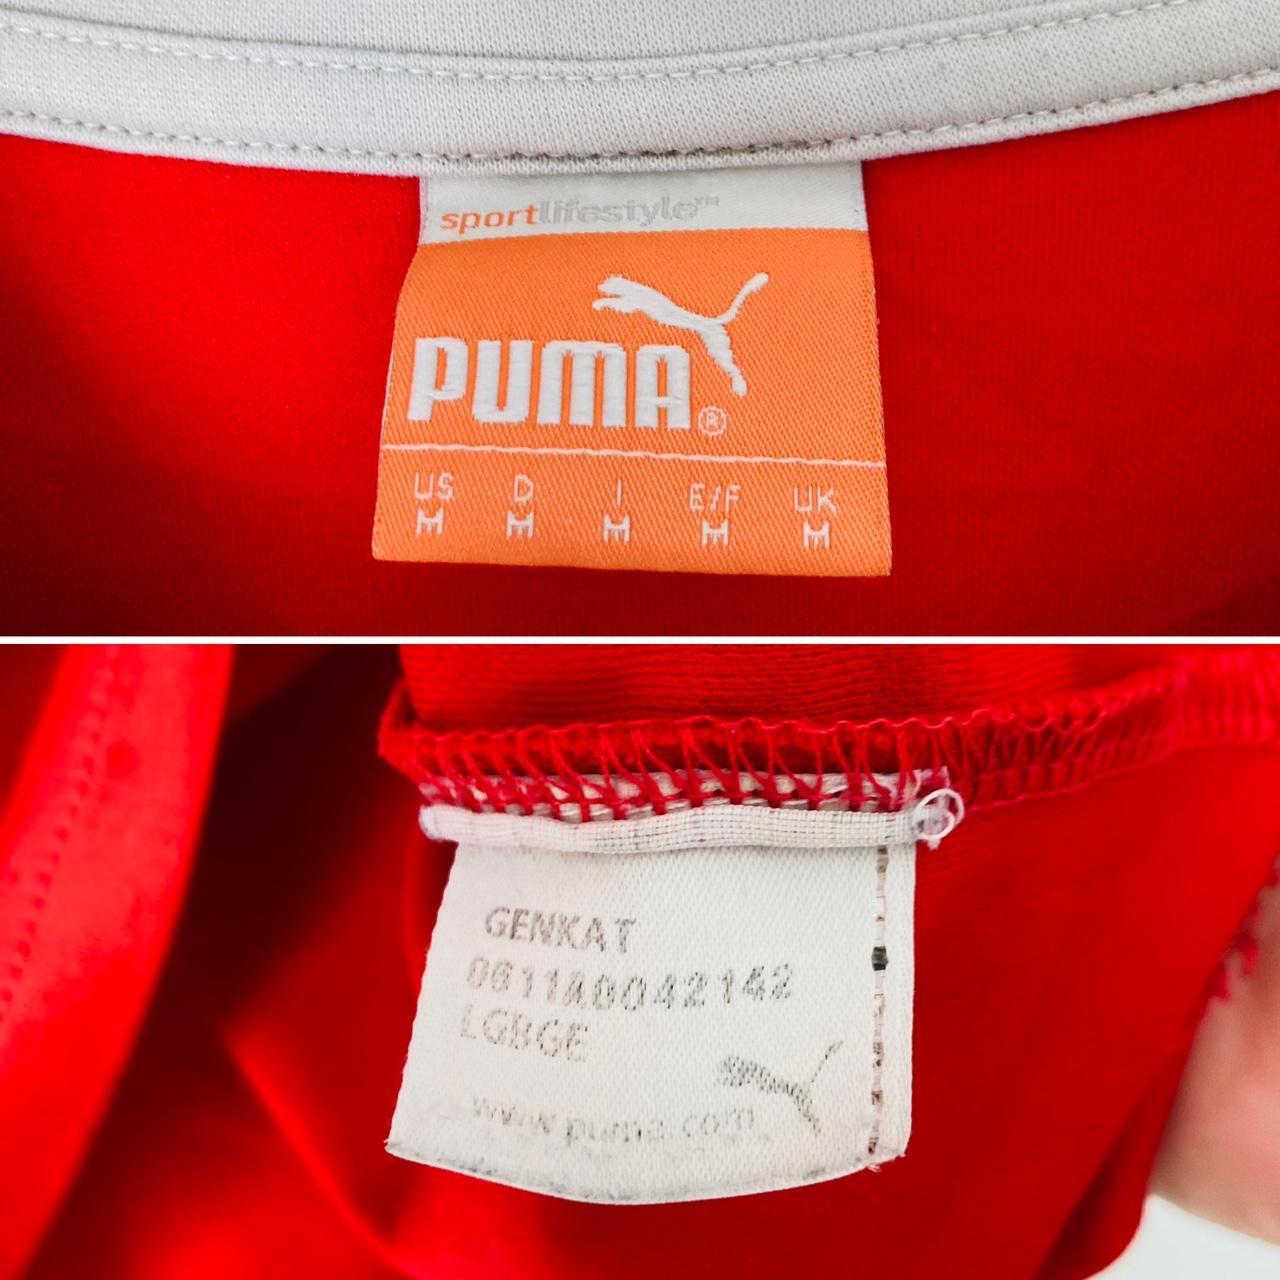 sportlifestyle™
PUMA®
US D I E/F UK
M M M M M
GENKAT
0611A0042142
LGBGE
www.puma.com